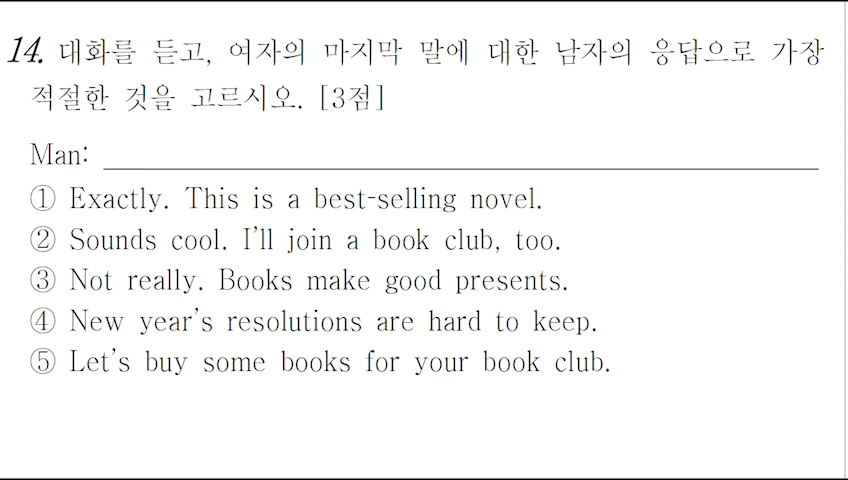 14. 대화를 듣고, 여자의 마지막 말에 대한 남자의 응답으로 가장
적절한 것을 고르시오. [3점]
Man:
① Exactly. This is a best-selling novel.
② Sounds cool. I’ll join a book club, too.
③ Not really. Books make good presents.
④ New year’s resolutions are hard to keep.
⑤ Let’s buy some books for your book club.